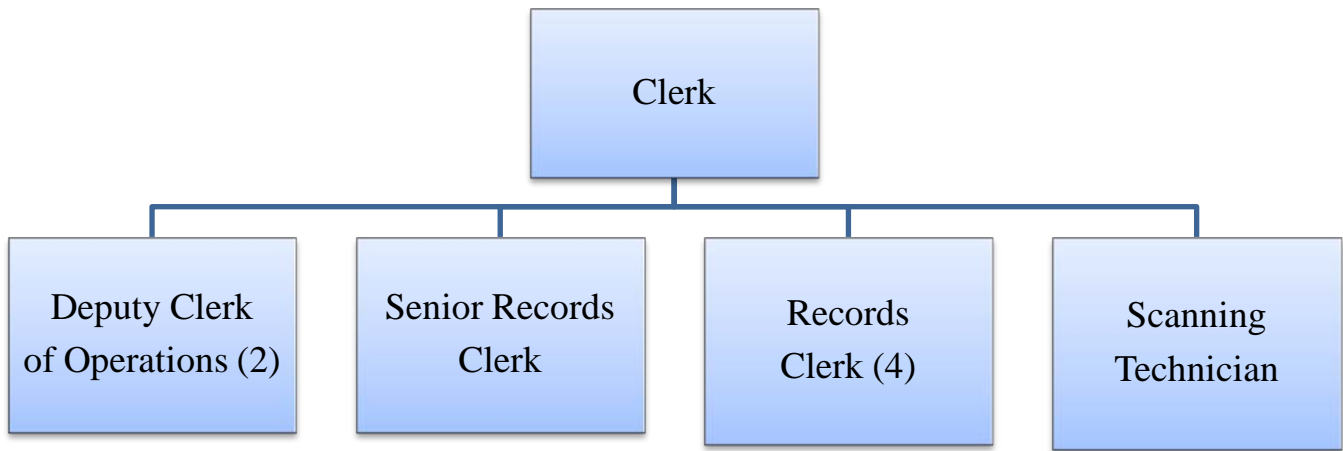 Clerk
Deputy Clerk
of Operations (2)
Senior Records
Clerk
Records
Clerk (4)
Scanning
Technician